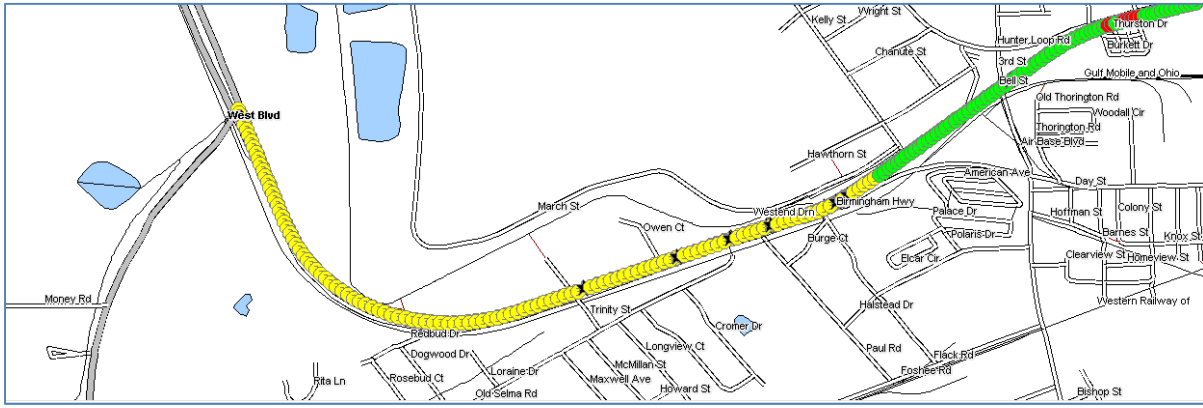 Wright St
Kelly St
Thurston Dr
Hunter Loop Rd
Burkett Dr
Chanute St
3rd St
Gulf Mobile and Ohio
Bell St
Old Thorington Rd
West Blvd
Woodall Cir
Thorington Rd
Air Base Blvd
Hawthorn St
American Ave
Day St
Birmingham Hwy
March St
Palace Dr
Hoffman St
Colony St
Westend Drn
Owen Ct
Polaris Dr
Barnes St
Knox St
Burge Ct
Elcar Cir
Clearview St
Homeview St
Money Rd
Halstead Dr
Western Railway of
Trinity St
Cromer Dr
Redbud Dr
Longview Ct
Paul Rd
Dogwood Dr
Flack Rd
McMillan St
Loraine Dr
Foshee Rd
Rita Ln
Rosebud Ct
Maxwell Ave
Howard St
Old Selma Rd
Bishop St